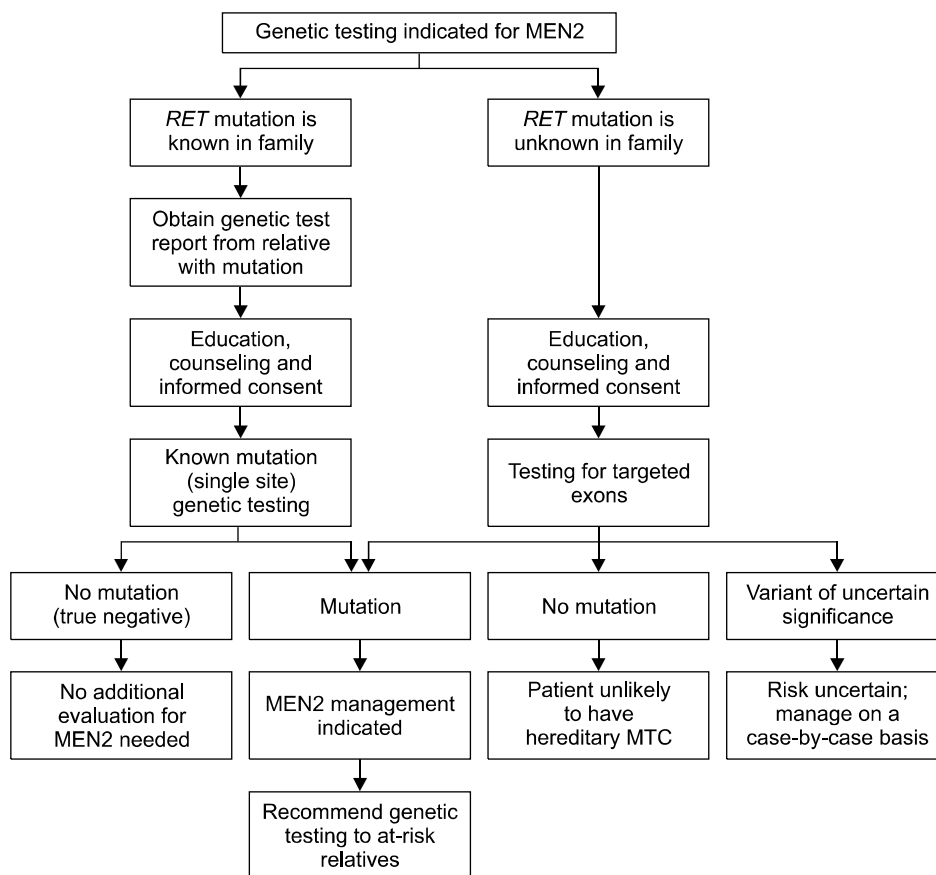 Genetic testing indicated for MEN2
RET mutation is
known in family
RET mutation is
unknown in family
Obtain genetic test
report from relative
with mutation
Education,
counseling and
informed consent
Education,
counseling and
informed consent
Known mutation
(single site)
genetic testing
Testing for targeted
exons
No mutation
(true negative)
Mutation
No mutation
Variant of uncertain
significance
No additional
evaluation for
MEN2 needed
MEN2 management
indicated
Patient unlikely
to have
hereditary MTC
Risk uncertain;
manage on a
case-by-case basis
Recommend genetic
testing to at-risk
relatives